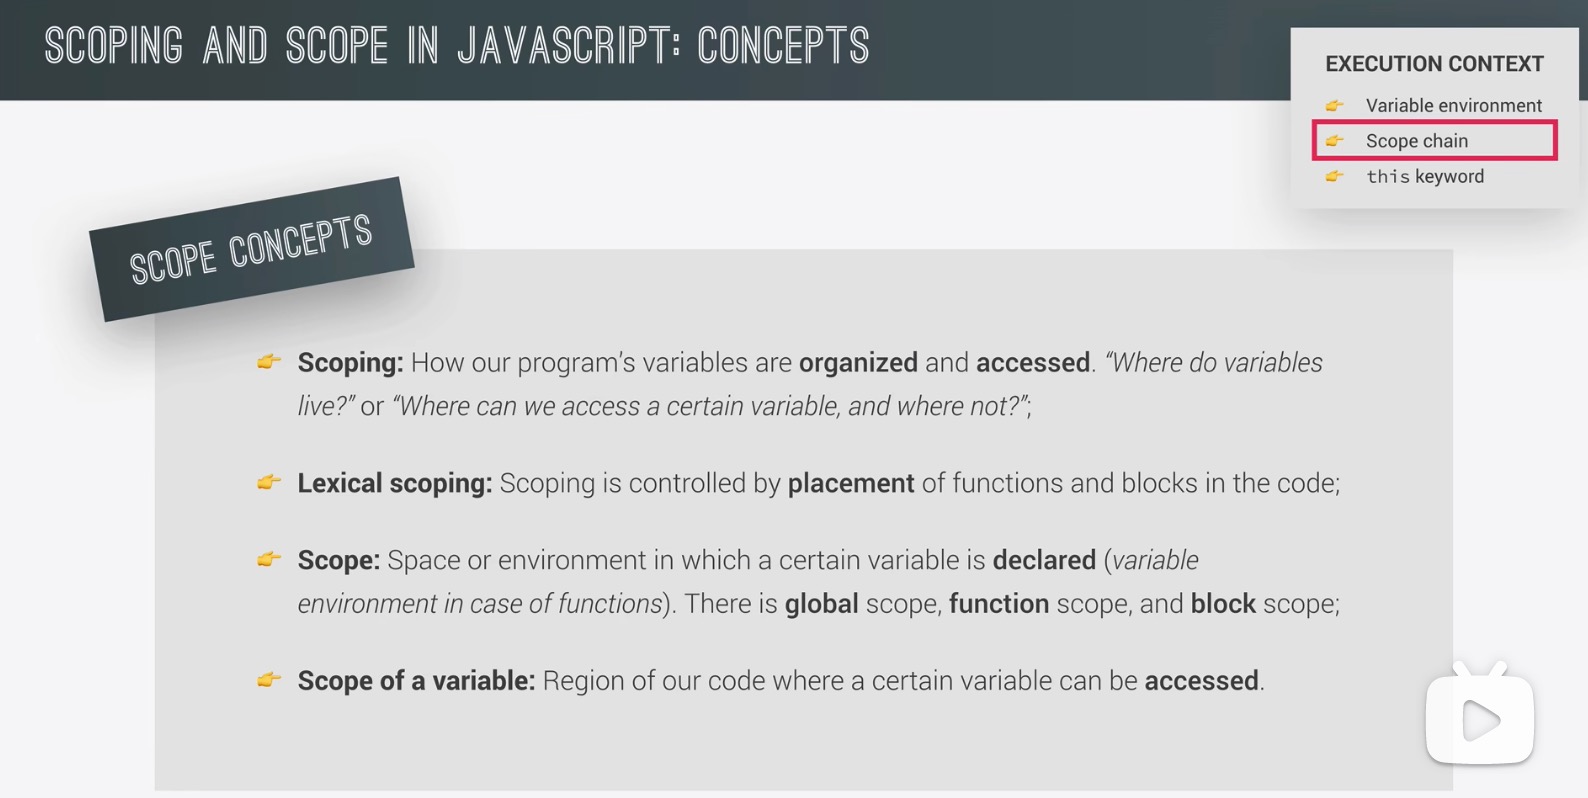 SCOPING AND SCOPE IN JAVASCRIPT: CONCEPTS
EXECUTION CONTEXT
👉 Variable environment
👉 Scope chain
👉 this keyword
SCOPE CONCEPTS
👉 Scoping: How our program’s variables are organized and accessed. “Where do variables
live?” or “Where can we access a certain variable, and where not?”;
👉 Lexical scoping: Scoping is controlled by placement of functions and blocks in the code;
👉 Scope: Space or environment in which a certain variable is declared (variable
environment in case of functions). There is global scope, function scope, and block scope;
👉 Scope of a variable: Region of our code where a certain variable can be accessed.